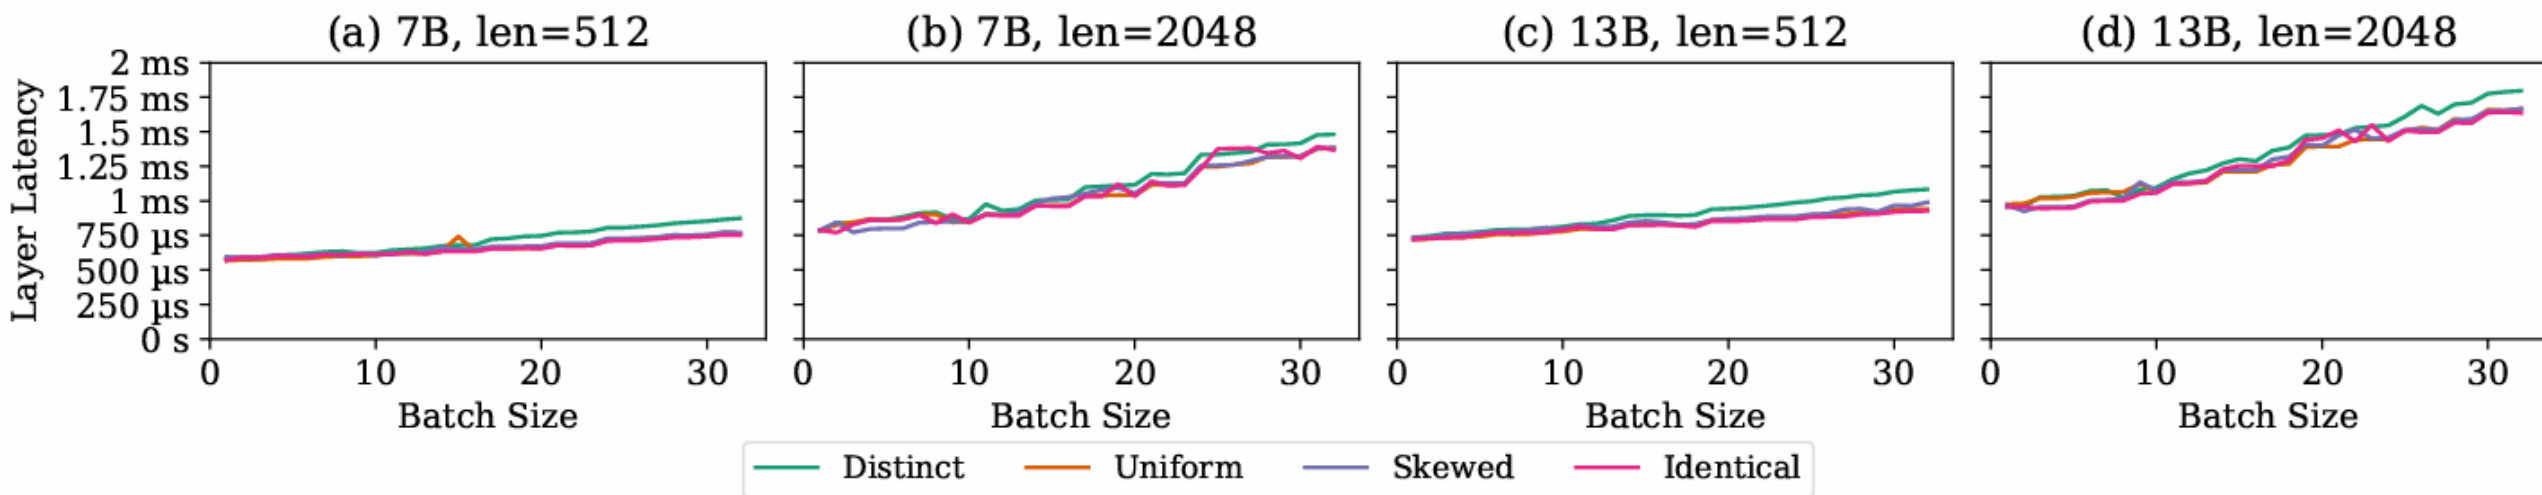 (a) 7B, len=512
(b) 7B, len=2048
(c) 13B, len=512
(d) 13B, len=2048
Layer Latency
2 ms
1.75 ms
1.5 ms
1.25 ms
1 ms
750 µs
500 µs
250 µs
0 s
0 10 20 30
0 10 20 30
0 10 20 30
0 10 20 30
Batch Size
Batch Size
Batch Size
Batch Size
Distinct Uniform Skewed Identical